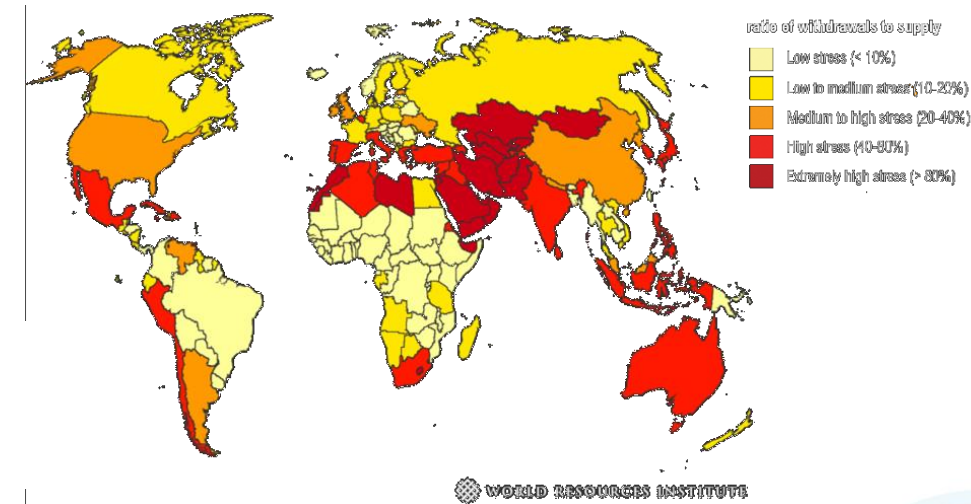 ratio of withdrawals to supply
Low stress (< 10%)
Low to medium stress (10-20%)
Medium to high stress (20-40%)
High stress (40-80%)
Extremely high stress (> 80%)
WORLD RESOURCES INSTITUTE